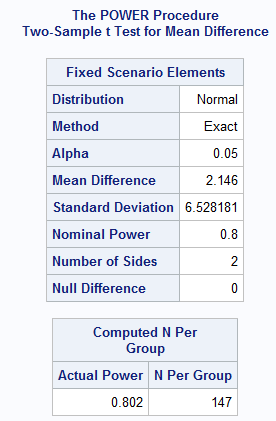 The POWER Procedure
Two-Sample t Test for Mean Difference
Fixed Scenario Elements
Distribution Normal
Method Exact
Alpha 0.05
Mean Difference 2.146
Standard Deviation 6.528181
Nominal Power 0.8
Number of Sides 2
Null Difference 0
Computed N Per
Group
Actual Power N Per Group
0.802 147